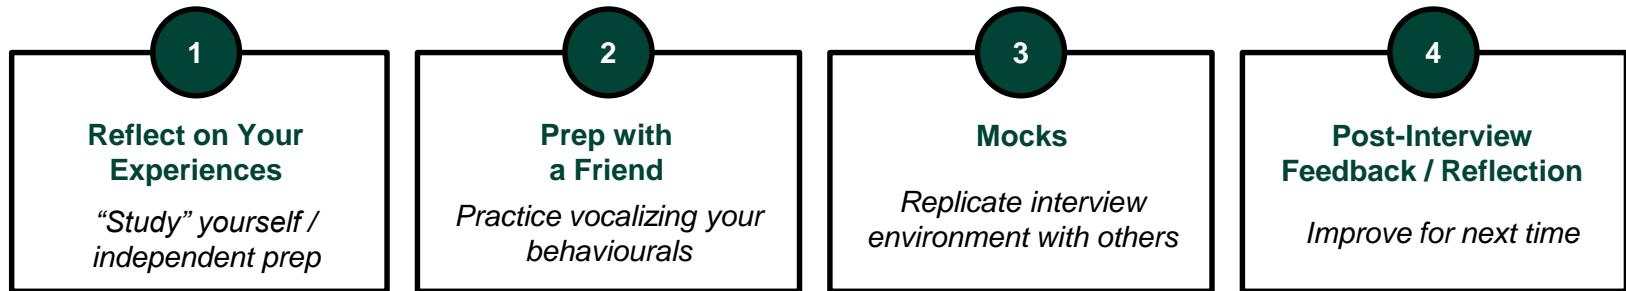 1
Reflect on Your
Experiences
“Study” yourself /
independent prep
2
Prep with
a Friend
Practice vocalizing your
behaviourals
3
Mocks
Replicate interview
environment with others
4
Post-Interview
Feedback / Reflection
Improve for next time